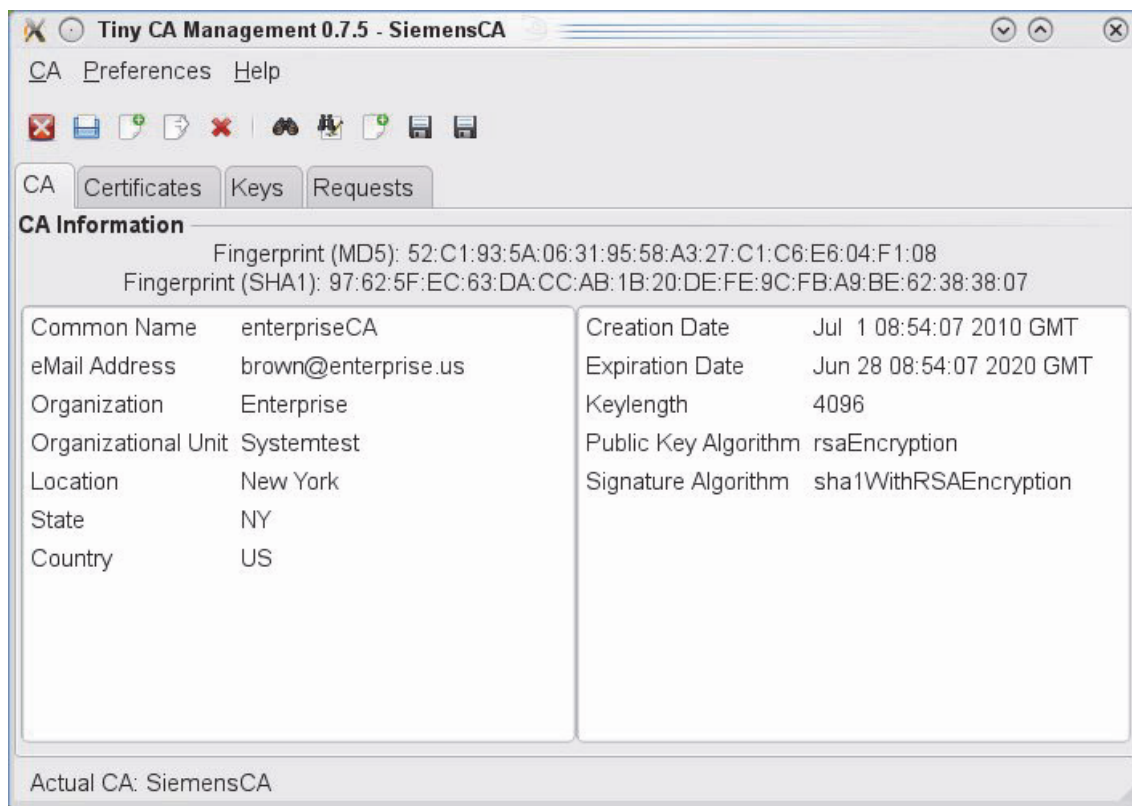 Tiny CA Management 0.7.5 - SiemensCA
CA Preferences Help
CA Certificates Keys Requests
CA Information
Fingerprint (MD5): 52:C1:93:5A:06:31:95:58:A3:27:C1:C6:E6:04:F1:08
Fingerprint (SHA1): 97:62:5F:EC:63:DA:CC:AB:1B:20:DE:FE:9C:FB:A9:BE:62:38:38:07
Common Name enterpriseCA
eMail Address brown@enterprise.us
Organization Enterprise
Organizational Unit Systemtest
Location New York
State NY
Country US
Creation Date Jul 1 08:54:07 2010 GMT
Expiration Date Jun 28 08:54:07 2020 GMT
Keylength 4096
Public Key Algorithm rsaEncryption
Signature Algorithm sha1WithRSAEncryption
Actual CA: SiemensCA